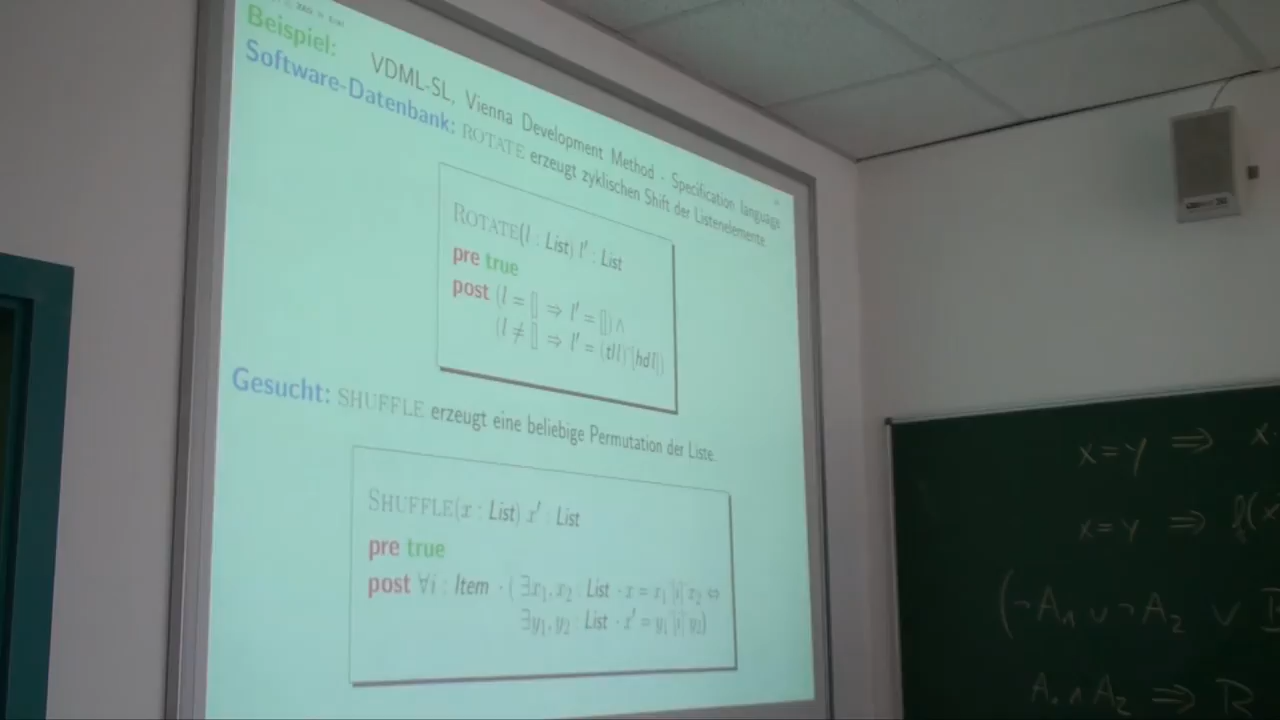 Beispiel: VDML-SL, Vienna Development Method - Specification language
Software-Datenbank: ROTATE erzeugt zyklischen Shift der Listenelemente
ROTATE(l : List) l′ : List
pre true
post (l = [] ⇒ l′ = []) ∧
(l ≠ [] ⇒ l′ = (tl l)^[hd l])
Gesucht: SHUFFLE erzeugt eine beliebige Permutation der Liste.
SHUFFLE(x : List) x′ : List
pre true
post ∀i : Item · ( ∃x₁, x₂ : List · x = x₁^[i]^x₂ ⇔
∃y₁, y₂ : List · x′ = y₁^[i]^y₂)
x=y ⇒ x
x=y ⇒ f(x
(¬A₁ ∨ ¬A₂ ∨ B
A₁ ∧ A₂ ⇒ B